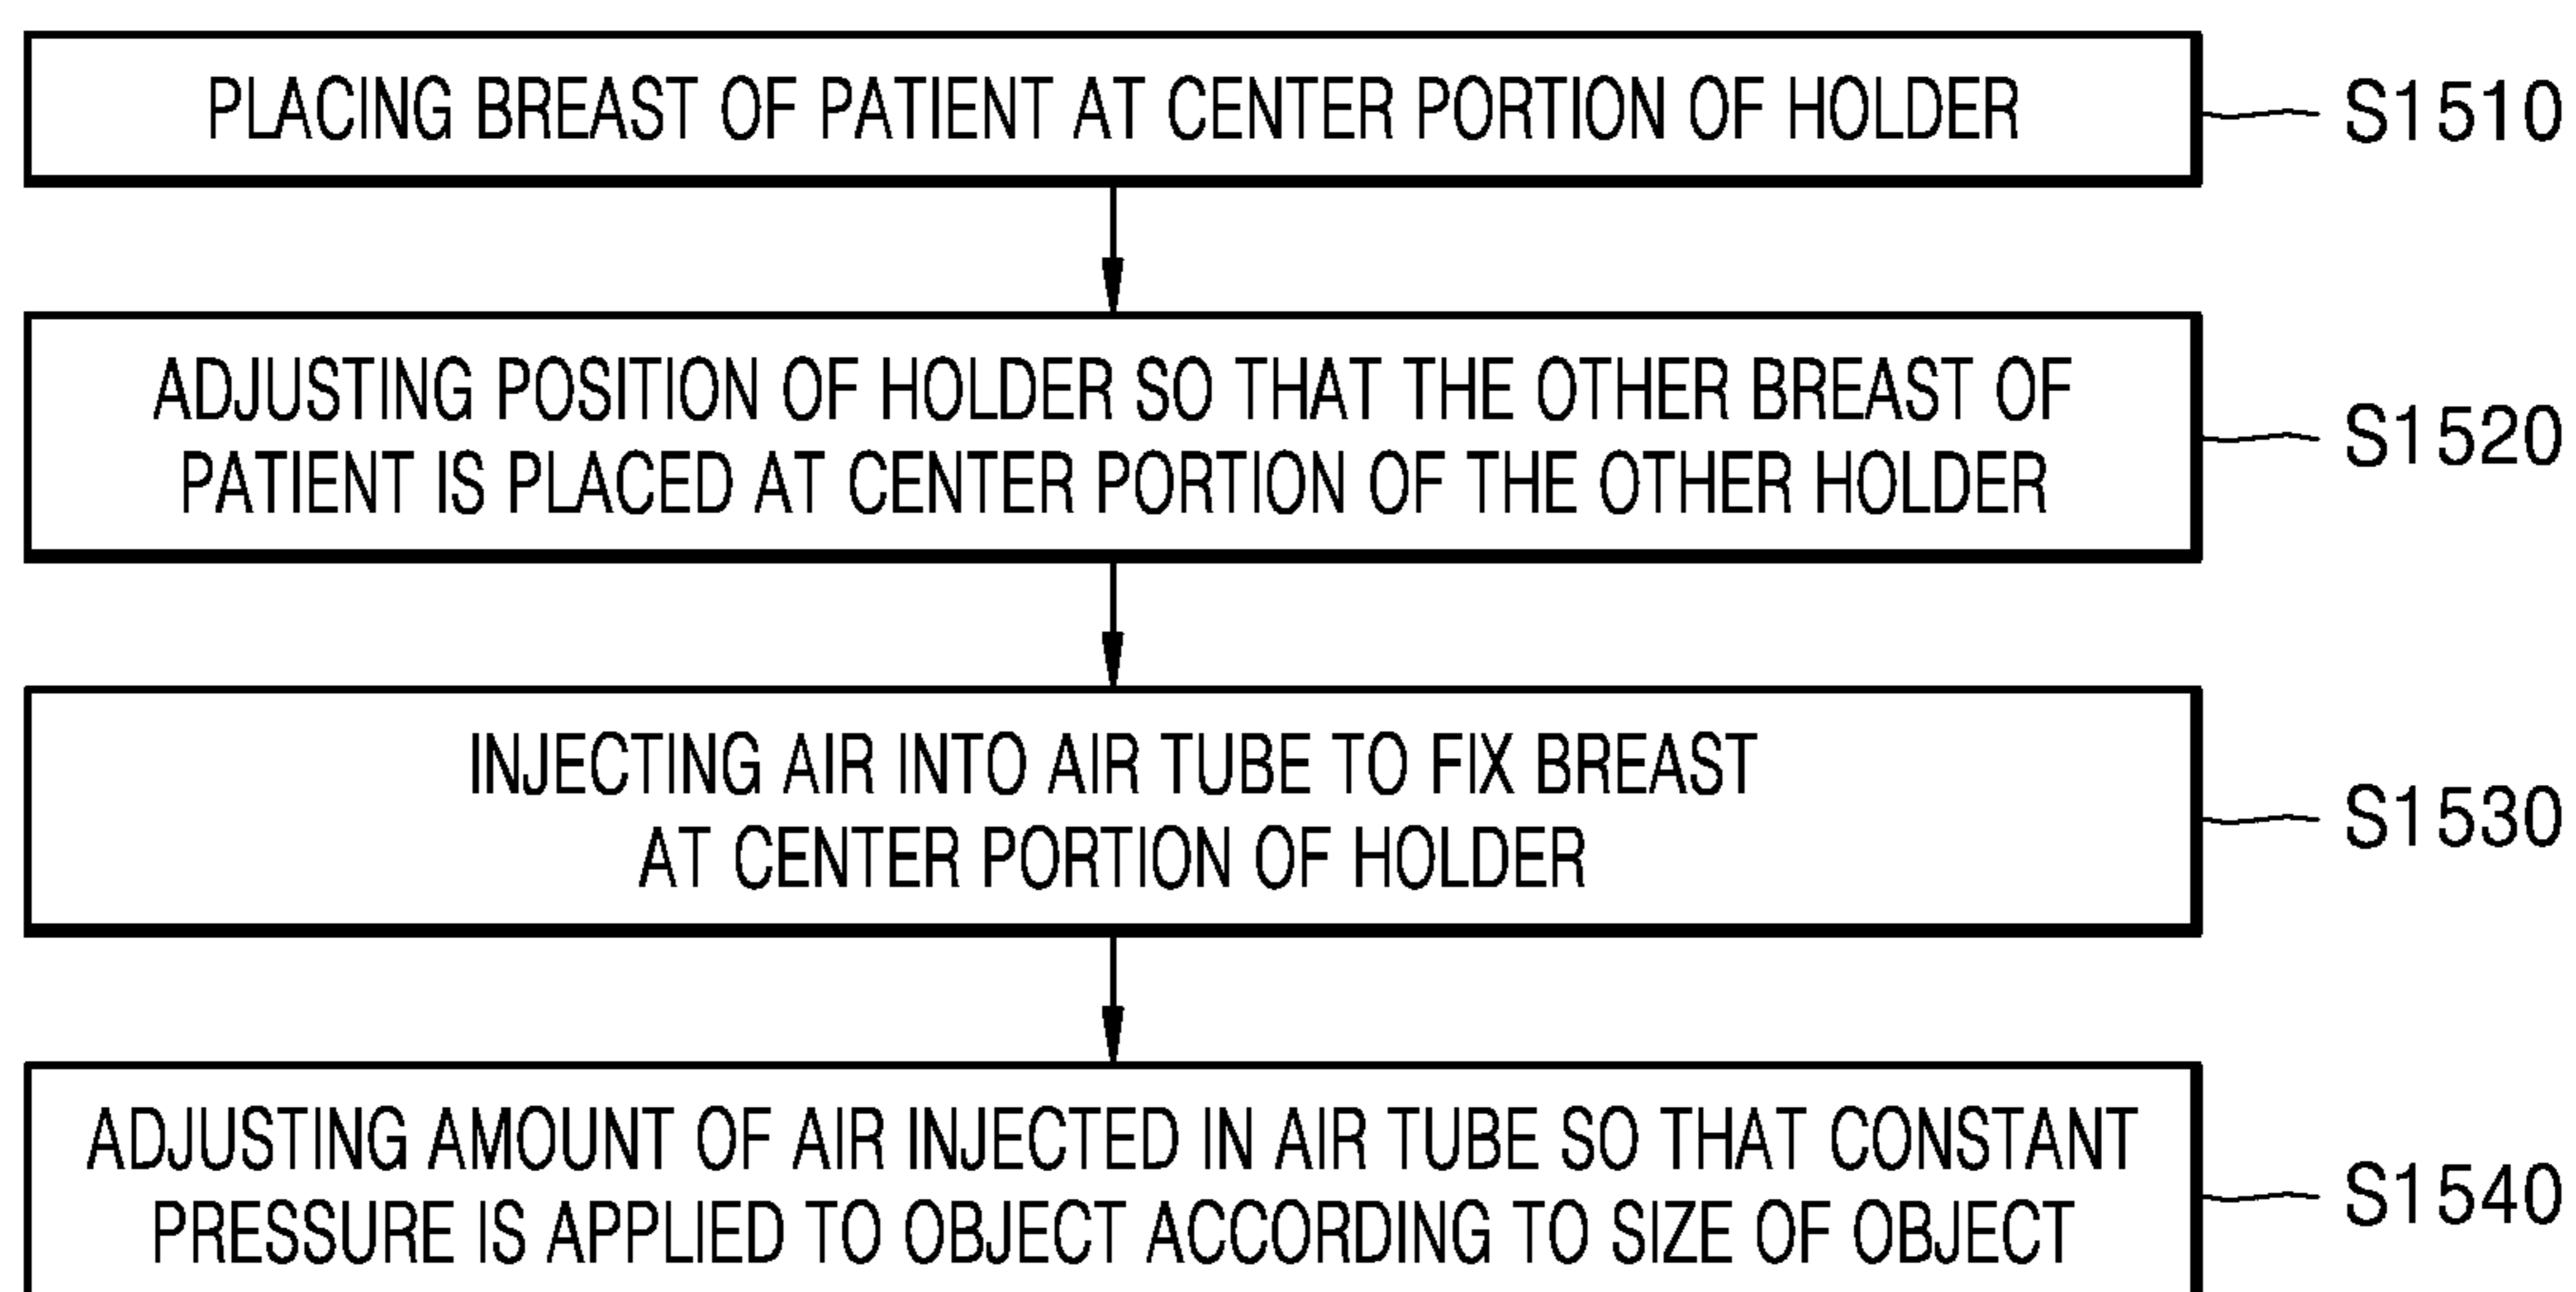 PLACING BREAST OF PATIENT AT CENTER PORTION OF HOLDER
S1510
ADJUSTING POSITION OF HOLDER SO THAT THE OTHER BREAST OF
PATIENT IS PLACED AT CENTER PORTION OF THE OTHER HOLDER
S1520
INJECTING AIR INTO AIR TUBE TO FIX BREAST
AT CENTER PORTION OF HOLDER
S1530
ADJUSTING AMOUNT OF AIR INJECTED IN AIR TUBE SO THAT CONSTANT
PRESSURE IS APPLIED TO OBJECT ACCORDING TO SIZE OF OBJECT
S1540